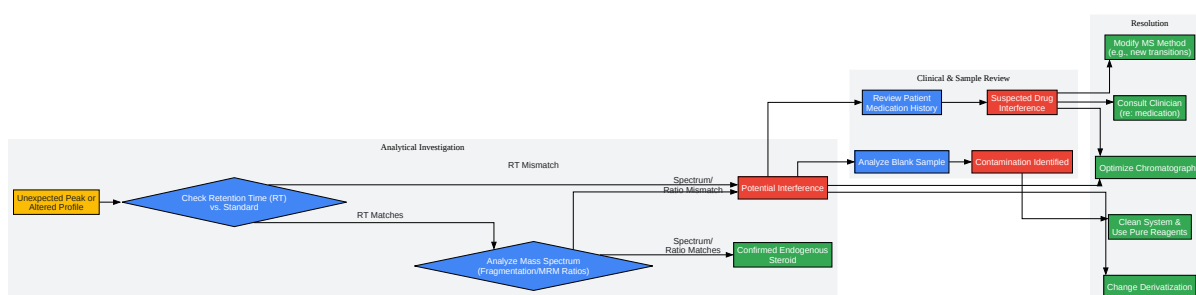 Resolution
Modify MS Method
(e.g., new transitions)
Clinical & Sample Review
Review Patient
Medication History
Suspected Drug
Interference
Consult Clinician
(re: medication)
Analytical Investigation
RT Mismatch
Analyze Blank Sample
Contamination Identified
Optimize Chromatograph
Unexpected Peak or
Altered Profile
Check Retention Time (RT)
vs. Standard
Spectrum/
Ratio Mismatch
Potential Interference
RT Matches
Clean System &
Use Pure Reagents
Analyze Mass Spectrum
(Fragmentation/MRM Ratios)
Spectrum/
Ratio Matches
Confirmed Endogenous
Steroid
Change Derivatization